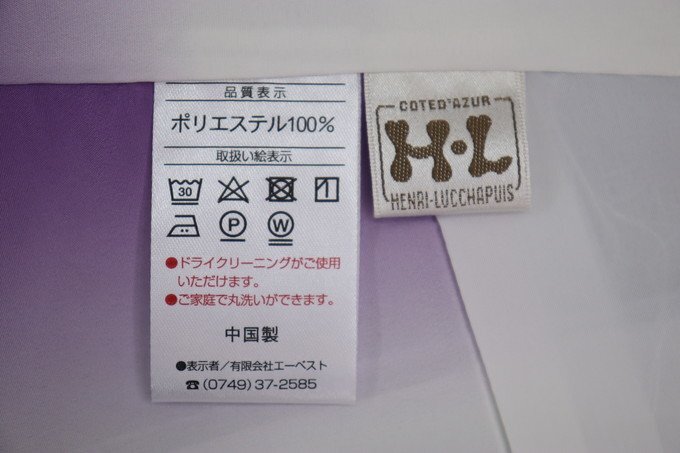 品質表示
ポリエステル100%
取扱い絵表示
30
P
W
●ドライクリーニングがご使用
いただけます。
●ご家庭で丸洗いができます。
中国製
●表示者/有限会社エーベスト
☎(0749)37-2585
COTED'AZUR
H・L
HENRI-LUCCHAPUIS